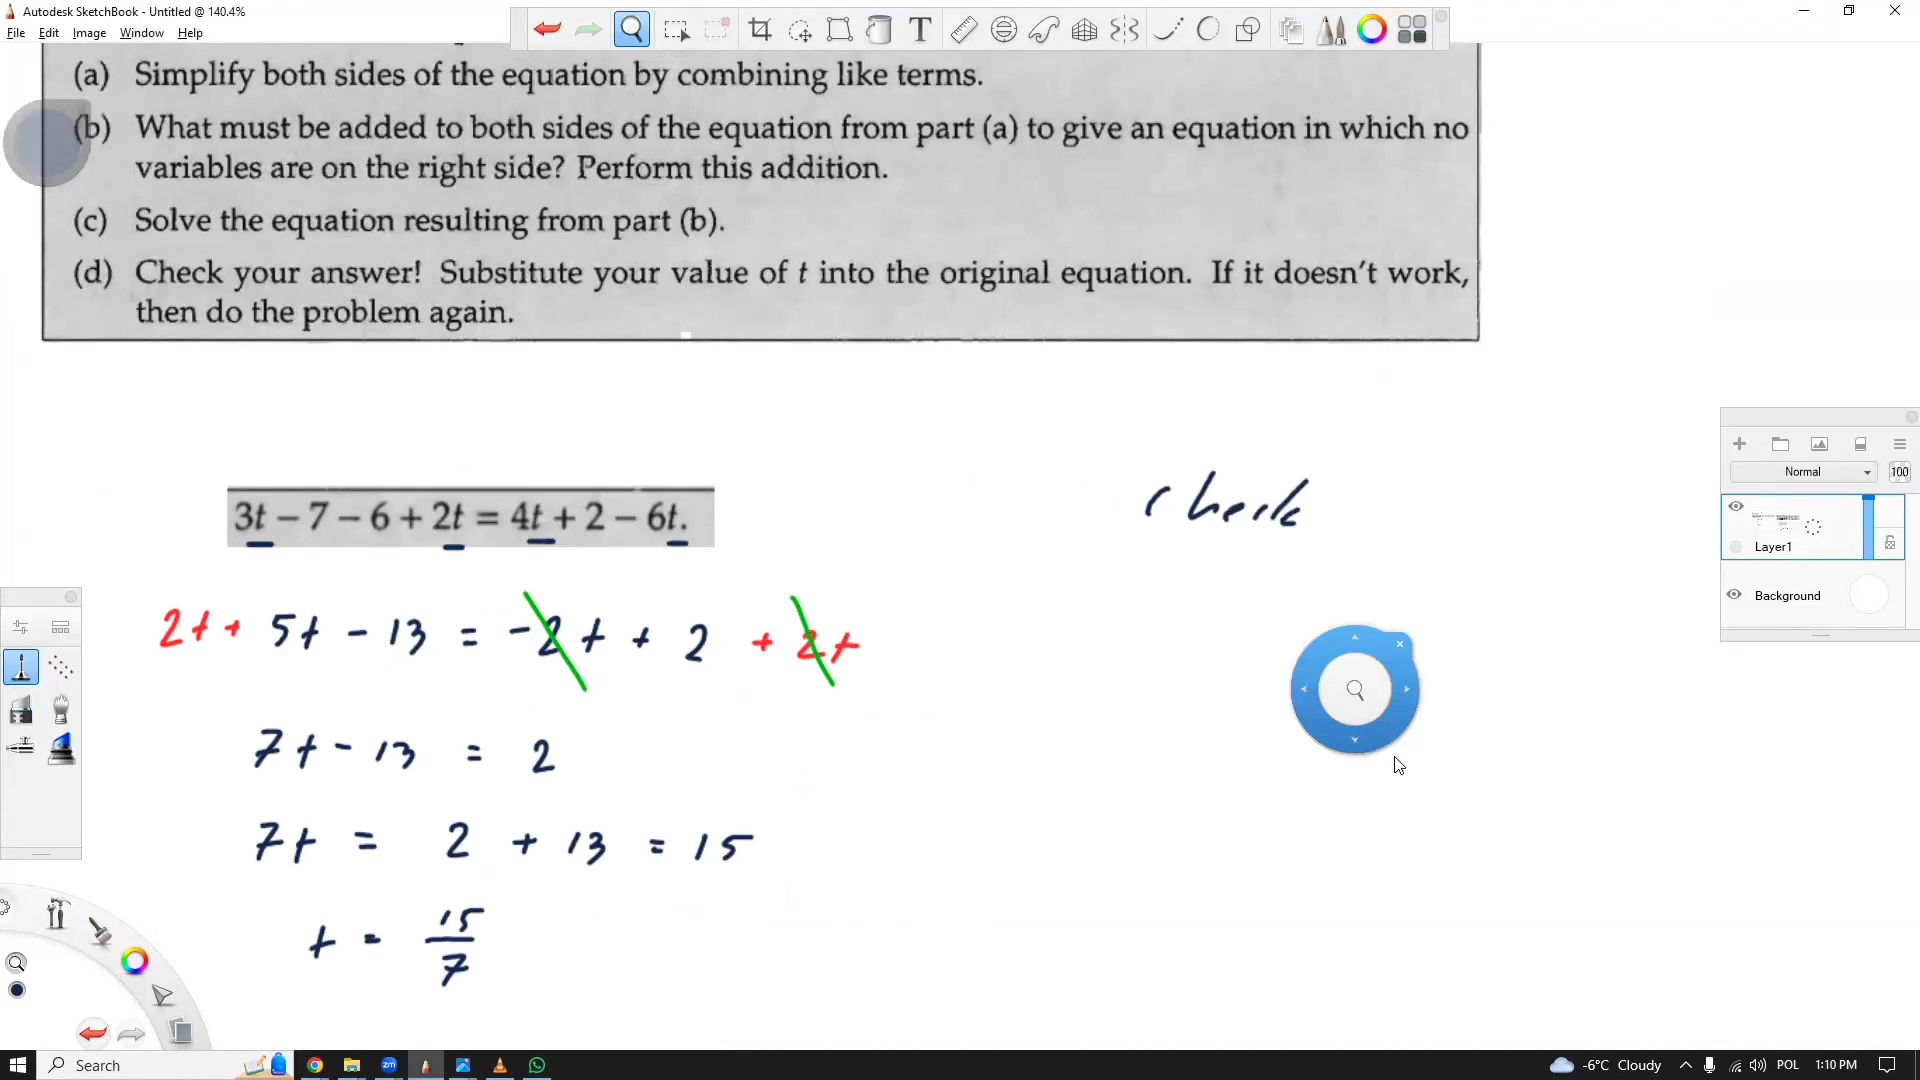 Autodesk SketchBook - Untitled @ 140.4%
File Edit Image Window Help
(a) Simplify both sides of the equation by combining like terms.
(b) What must be added to both sides of the equation from part (a) to give an equation in which no
variables are on the right side? Perform this addition.
(c) Solve the equation resulting from part (b).
(d) Check your answer! Substitute your value of t into the original equation. If it doesn't work,
then do the problem again.
3t − 7 − 6 + 2t = 4t + 2 − 6t.
check
2t + 5t - 13 = -2t + 2 + 2t
7t - 13 = 2
7t = 2 + 13 = 15
t = 15/7
Normal
100
Layer1
Background
Search
zm
-6°C Cloudy
POL
1:10 PM